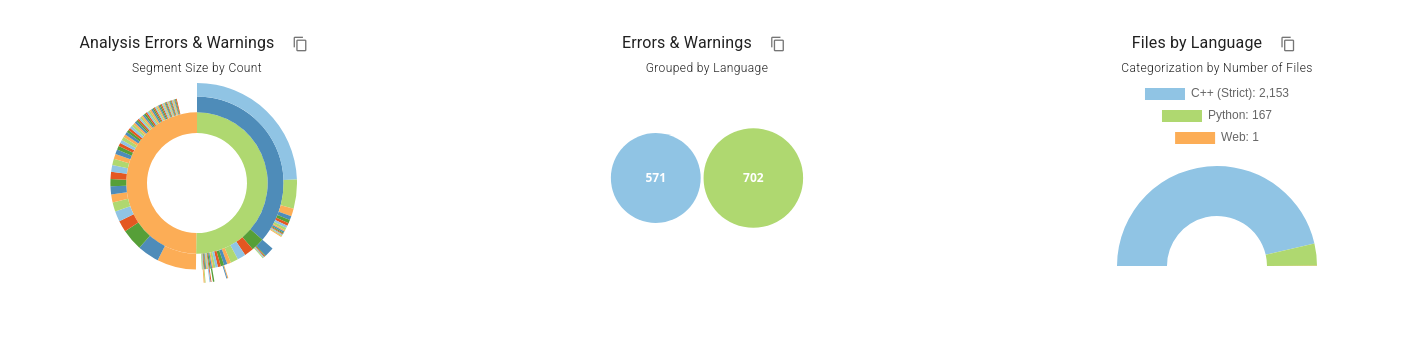 Analysis Errors & Warnings
Segment Size by Count
Errors & Warnings
Grouped by Language
571
702
Files by Language
Categorization by Number of Files
C++ (Strict): 2,153
Python: 167
Web: 1